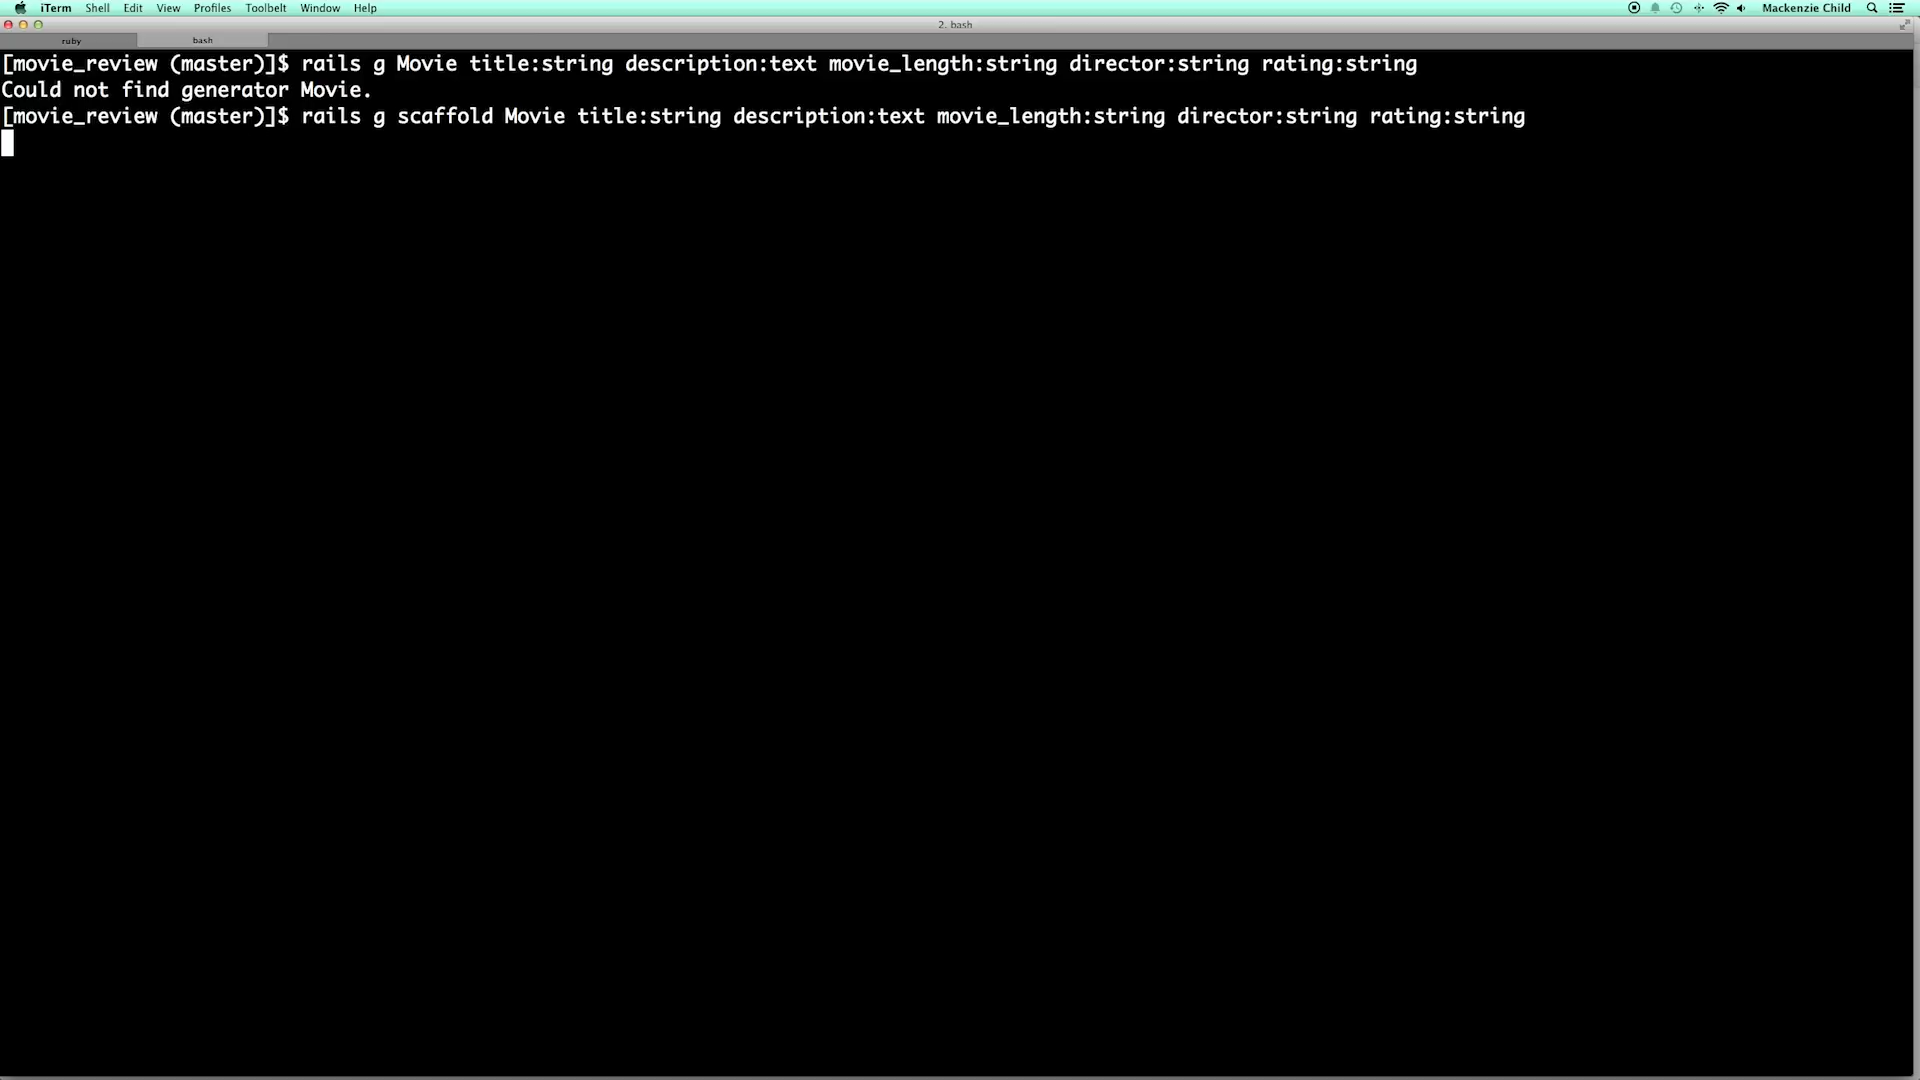 iTerm Shell Edit View Profiles Toolbelt Window Help Mackenzie Child
2. bash
ruby bash
[movie_review (master)]$ rails g Movie title:string description:text movie_length:string director:string rating:string
Could not find generator Movie.
[movie_review (master)]$ rails g scaffold Movie title:string description:text movie_length:string director:string rating:string